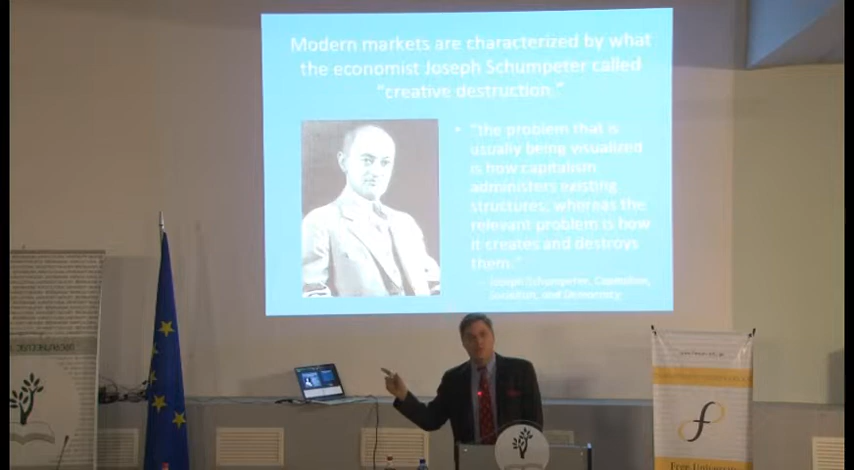 Modern markets are characterized by what
the economist Joseph Schumpeter called
“creative destruction.”
• “the problem that is
usually being visualized
is how capitalism
administers existing
structures, whereas the
relevant problem is how
it creates and destroys
them.”
- Joseph Schumpeter, Capitalism,
Socialism, and Democracy